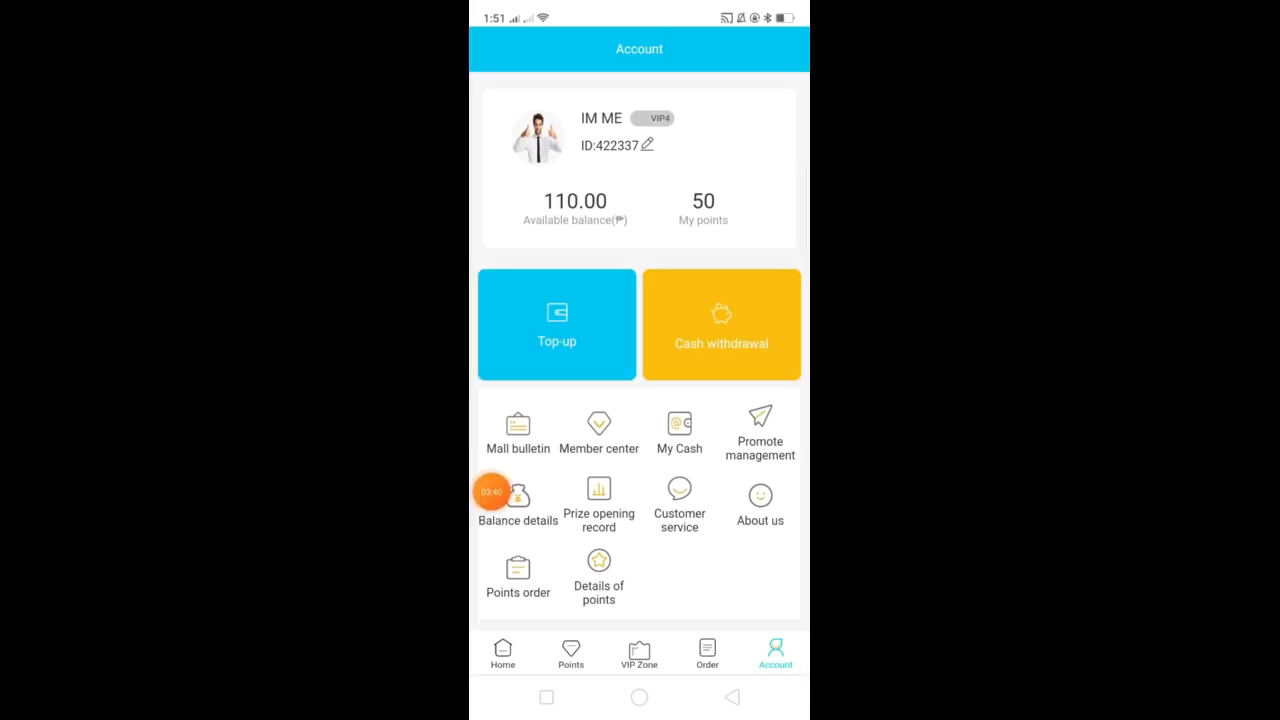 1:51
Account
IM ME VIP4
ID:422337
110.00 50
Available balance(₱) My points
Top-up Cash withdrawal
Mall bulletin Member center My Cash Promote
management
03:40
Balance details Prize opening
record Customer
service About us
Points order Details of
points
Home Points VIP Zone Order Account